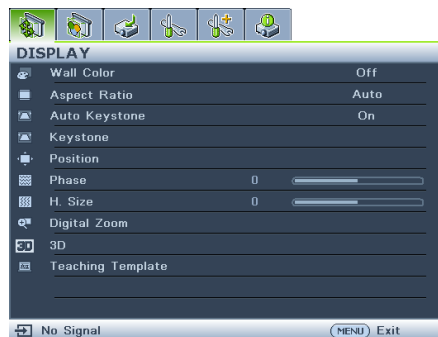 DISPLAY
Wall Color Off
Aspect Ratio Auto
Auto Keystone On
Keystone
Position
Phase 0
H. Size 0
Digital Zoom
3D 3D
Teaching Template
No Signal MENU Exit